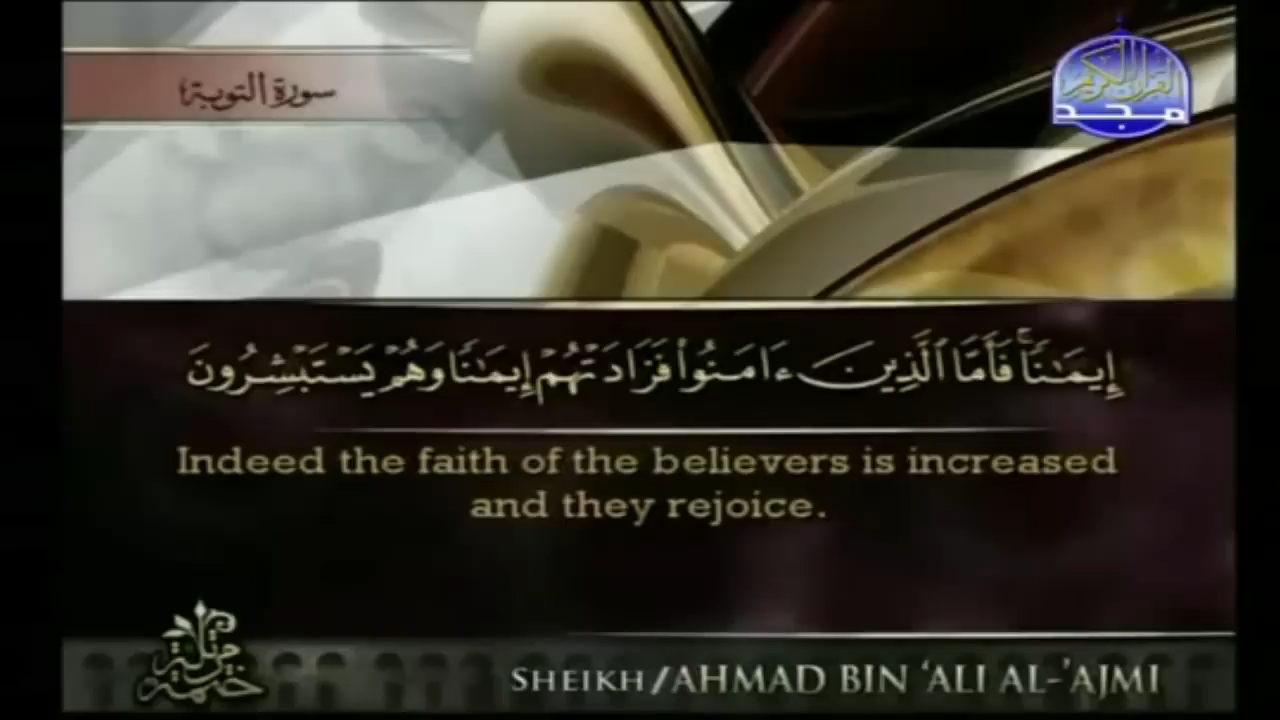 سورة التوبة
القرآن الكريم
مجد
إِيمَٰنًاۚ فَأَمَّا ٱلَّذِينَ ءَامَنُوا۟ فَزَادَتْهُمْ إِيمَٰنًا وَهُمْ يَسْتَبْشِرُونَ
Indeed the faith of the believers is increased
and they rejoice.
ختمة مرتلة
SHEIKH/AHMAD BIN ‘ALI AL-’AJMI